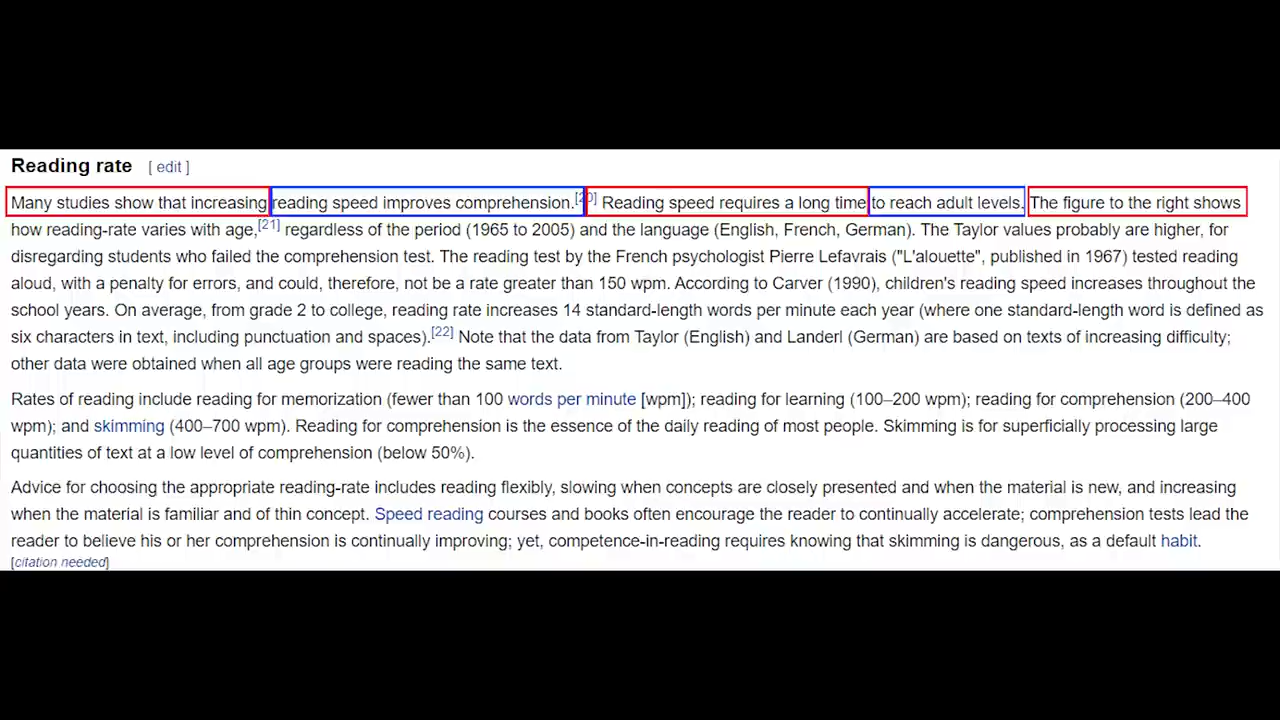 Reading rate [ edit ]
Many studies show that increasing reading speed improves comprehension.[20] Reading speed requires a long time to reach adult levels. The figure to the right shows
how reading-rate varies with age,[21] regardless of the period (1965 to 2005) and the language (English, French, German). The Taylor values probably are higher, for
disregarding students who failed the comprehension test. The reading test by the French psychologist Pierre Lefavrais ("L'alouette", published in 1967) tested reading
aloud, with a penalty for errors, and could, therefore, not be a rate greater than 150 wpm. According to Carver (1990), children's reading speed increases throughout the
school years. On average, from grade 2 to college, reading rate increases 14 standard-length words per minute each year (where one standard-length word is defined as
six characters in text, including punctuation and spaces).[22] Note that the data from Taylor (English) and Landerl (German) are based on texts of increasing difficulty;
other data were obtained when all age groups were reading the same text.
Rates of reading include reading for memorization (fewer than 100 words per minute [wpm]); reading for learning (100–200 wpm); reading for comprehension (200–400
wpm); and skimming (400–700 wpm). Reading for comprehension is the essence of the daily reading of most people. Skimming is for superficially processing large
quantities of text at a low level of comprehension (below 50%).
Advice for choosing the appropriate reading-rate includes reading flexibly, slowing when concepts are closely presented and when the material is new, and increasing
when the material is familiar and of thin concept. Speed reading courses and books often encourage the reader to continually accelerate; comprehension tests lead the
reader to believe his or her comprehension is continually improving; yet, competence-in-reading requires knowing that skimming is dangerous, as a default habit.
[citation needed]